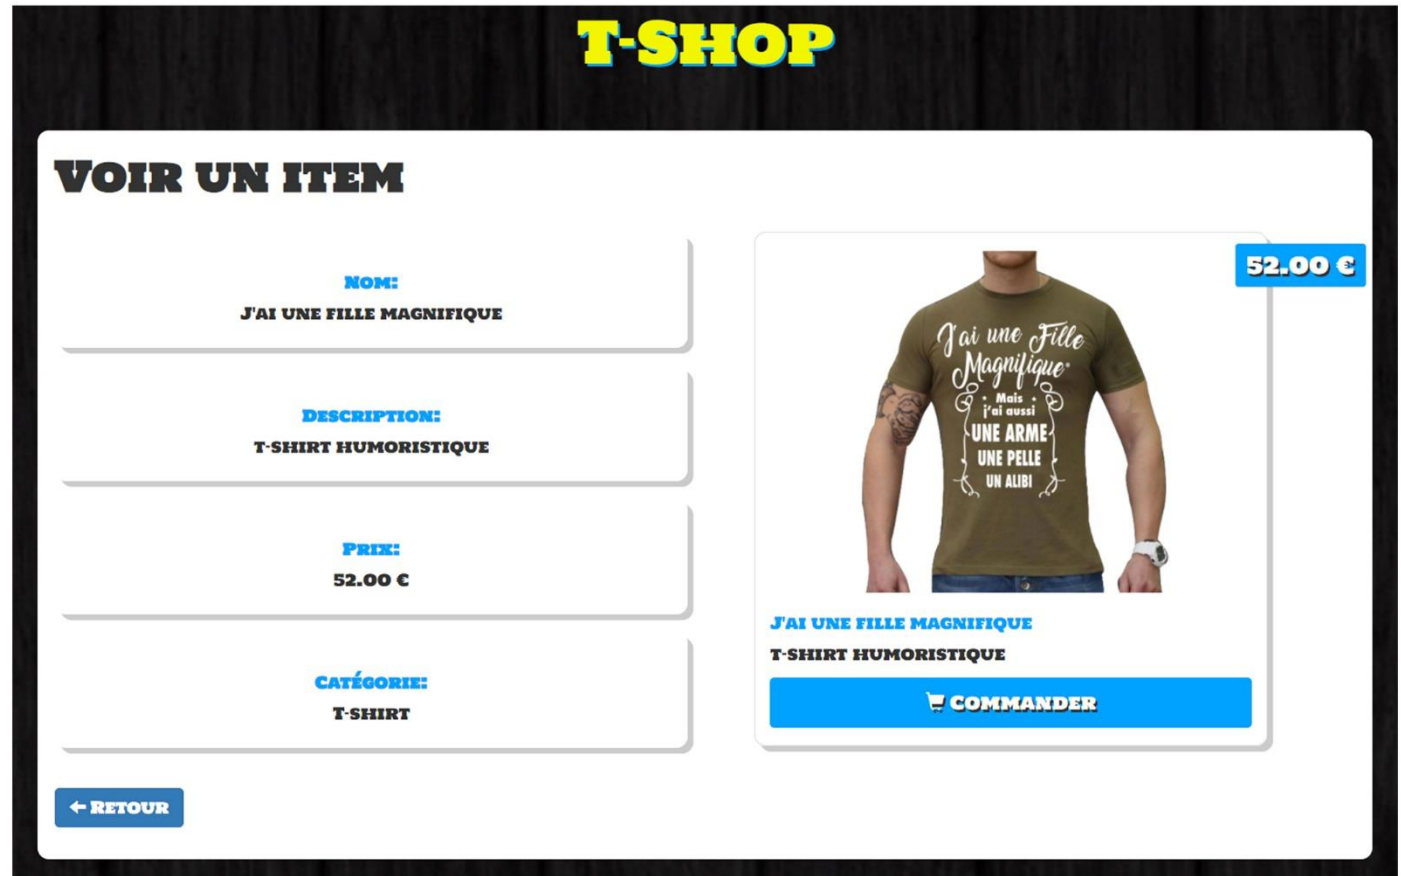 T-Shop
Voir un item
Nom:
J'ai une fille magnifique
Description:
T-shirt humoristique
Prix:
52.00 €
Catégorie:
T-shirt
← Retour
52.00 €
J'ai une Fille
Magnifique*
Mais
j'ai aussi
UNE ARME
UNE PELLE
UN ALIBI
J'ai une fille magnifique
T-shirt humoristique
Commander